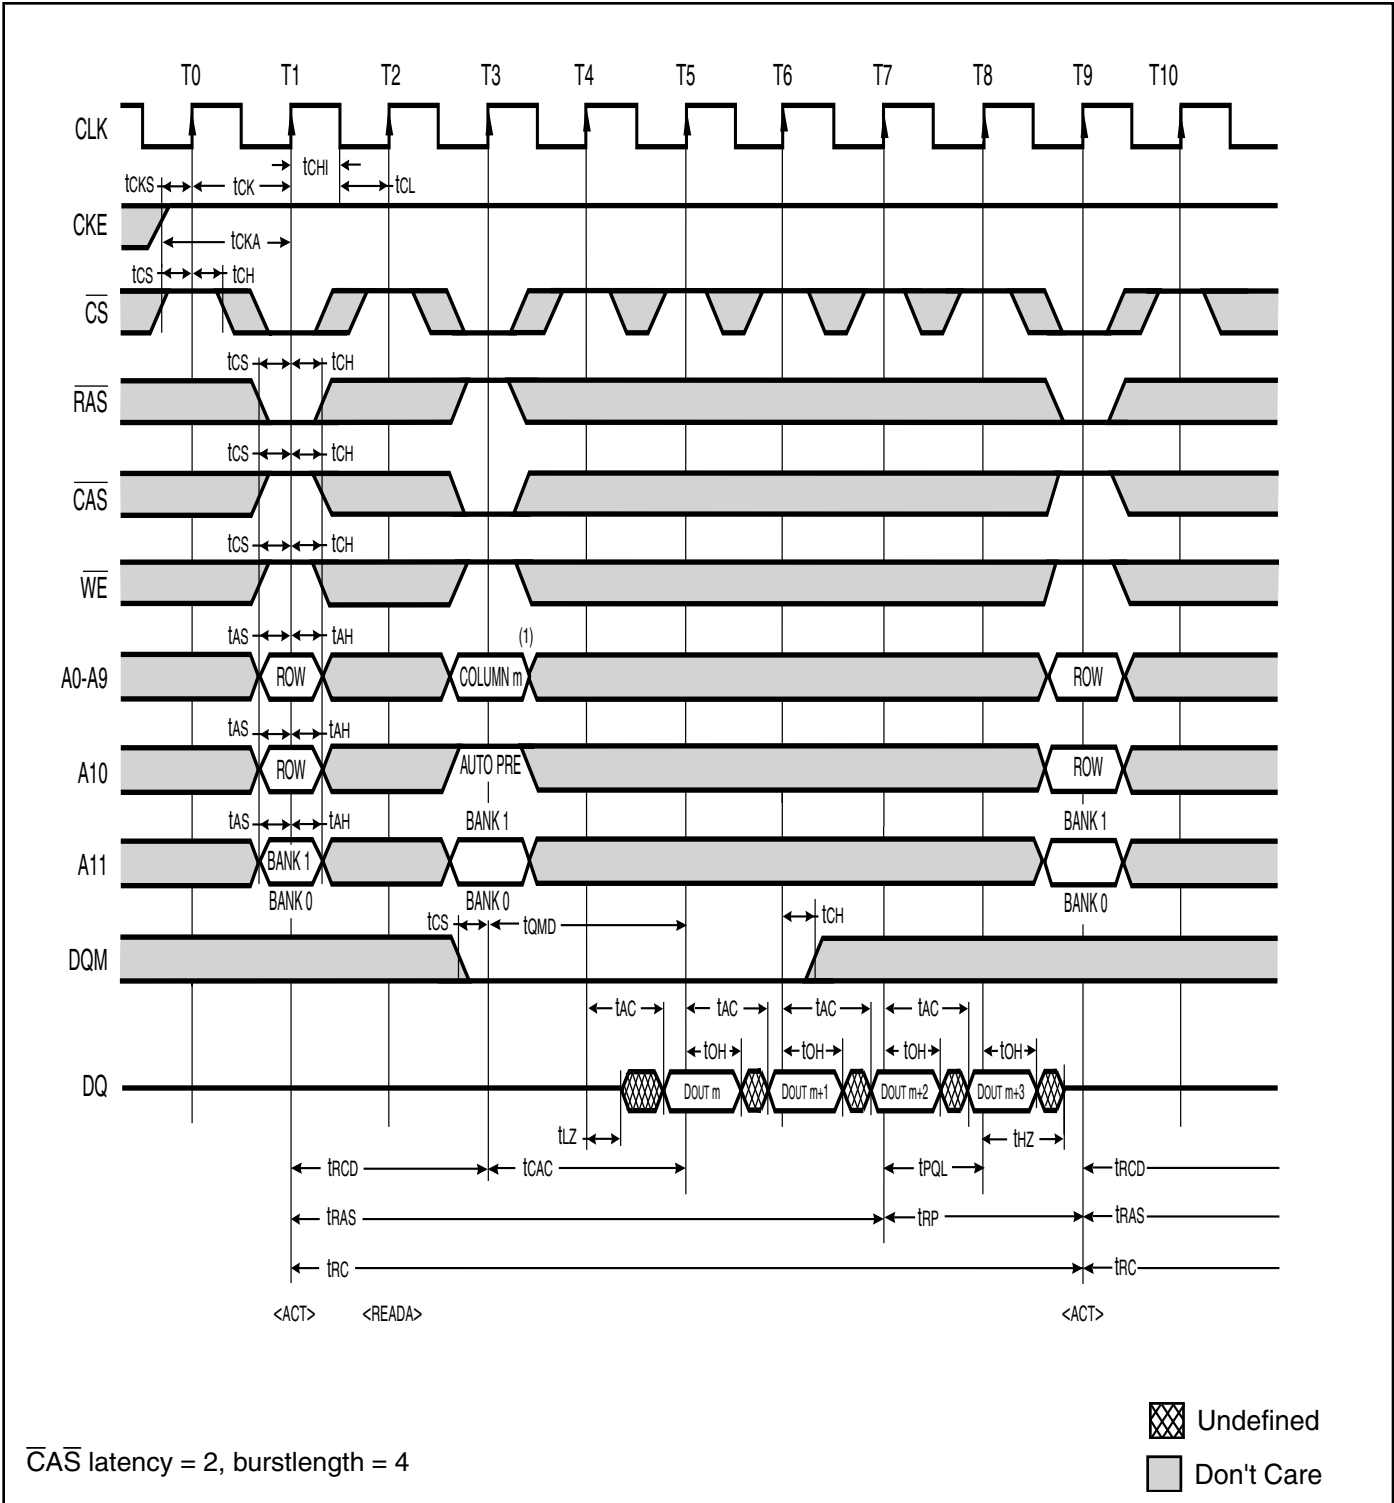 T0 T1 T2 T3 T4 T5 T6 T7 T8 T9 T10
CLK
tCHI
tCKS tCK tCL
CKE
tCKA
tCS tCH
CS
tCS tCH
RAS
tCS tCH
CAS
tCS tCH
WE
tAS tAH (1)
A0-A9 ROW COLUMN m ROW
tAS tAH
A10 ROW AUTO PRE ROW
BANK 1 BANK 1
tAS tAH
A11 BANK 1
BANK 0 BANK 0 BANK 0
tCS tQMD tCH
DQM
tAC tAC tAC tAC
tOH tOH tOH tOH
DQ DOUT m DOUT m+1 DOUT m+2 DOUT m+3
tLZ tHZ
tRCD tCAC tPQL tRCD
tRAS tRP tRAS
tRC tRC
<ACT> <READA> <ACT>
Undefined
CAS latency = 2, burstlength = 4
Don't Care